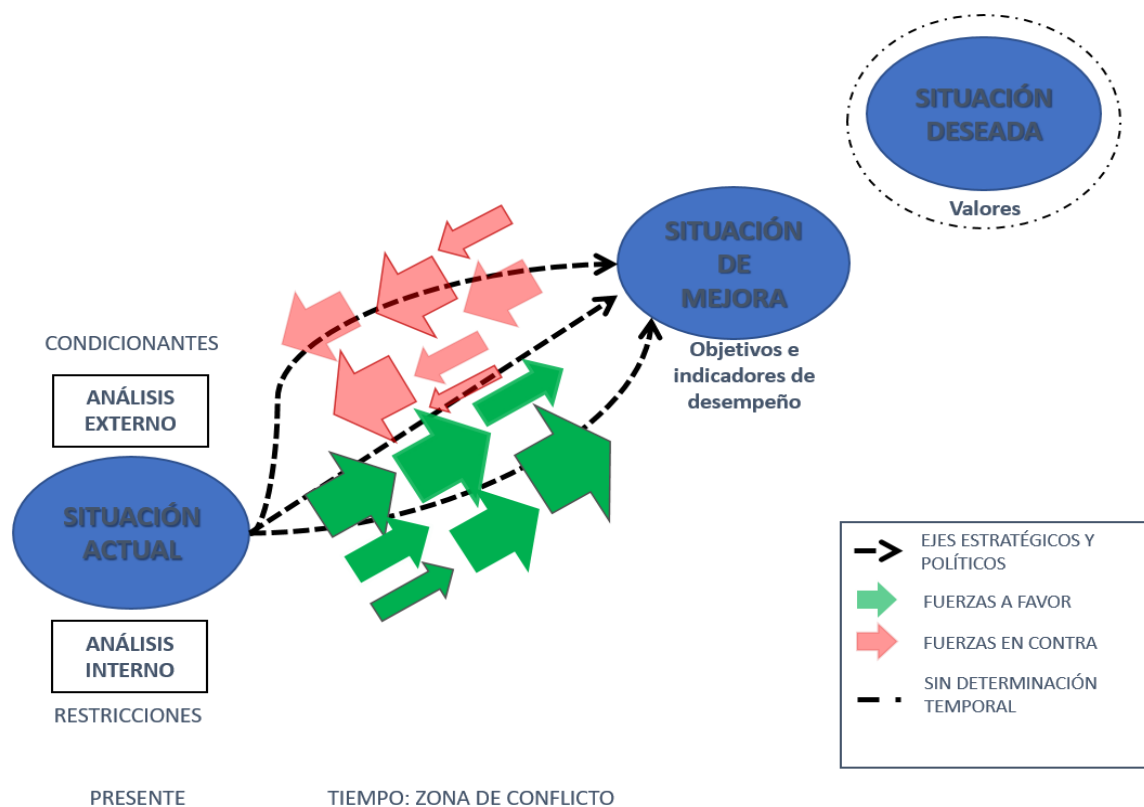 SITUACIÓN
DESEADA
Valores
SITUACIÓN
DE
MEJORA
Objetivos e
indicadores de
desempeño
CONDICIONANTES
ANÁLISIS
EXTERNO
SITUACIÓN
ACTUAL
ANÁLISIS
INTERNO
RESTRICCIONES
EJES ESTRATÉGICOS Y
POLÍTICOS
FUERZAS A FAVOR
FUERZAS EN CONTRA
SIN DETERMINACIÓN
TEMPORAL
PRESENTE
TIEMPO: ZONA DE CONFLICTO